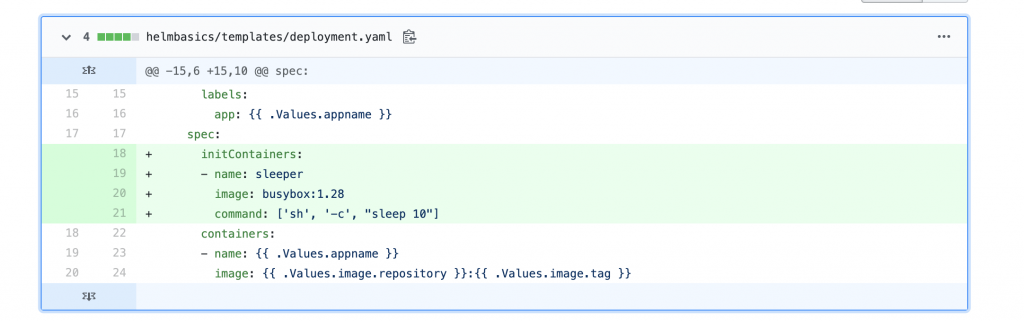 4 helmbasics/templates/deployment.yaml
@@ -15,6 +15,10 @@ spec:
15 15 labels:
16 16 app: {{ .Values.appname }}
17 17 spec:
18 + initContainers:
19 + - name: sleeper
20 + image: busybox:1.28
21 + command: ['sh', '-c', "sleep 10"]
18 22 containers:
19 23 - name: {{ .Values.appname }}
20 24 image: {{ .Values.image.repository }}:{{ .Values.image.tag }}